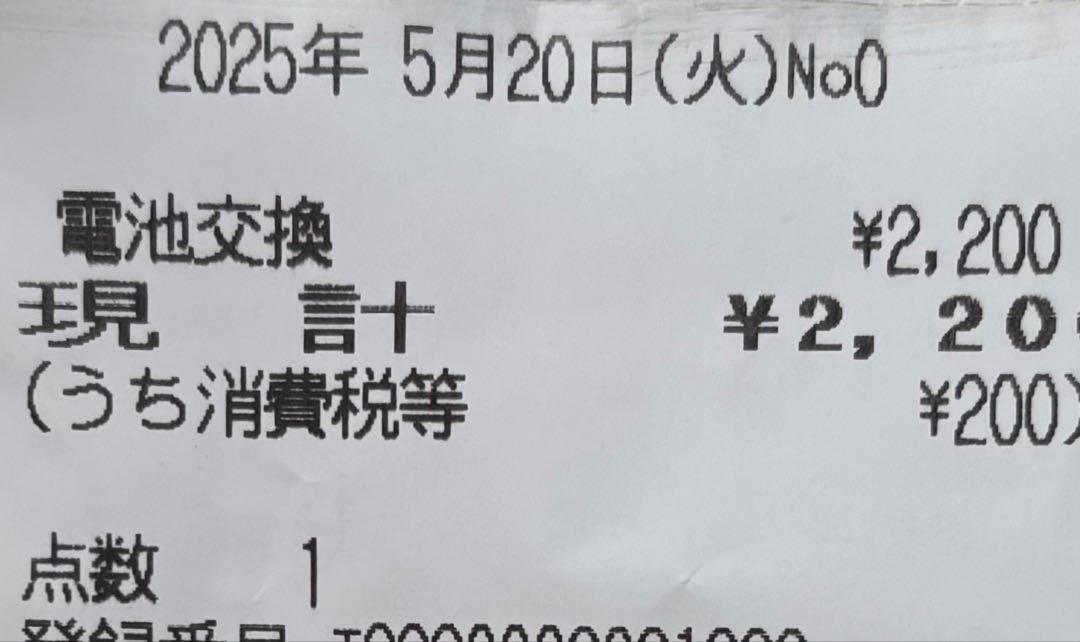 2025年 5月20日(火)No0
電池交換 ¥2,200
現 計 ¥2,20
(うち消費税等 ¥200)
点数 1